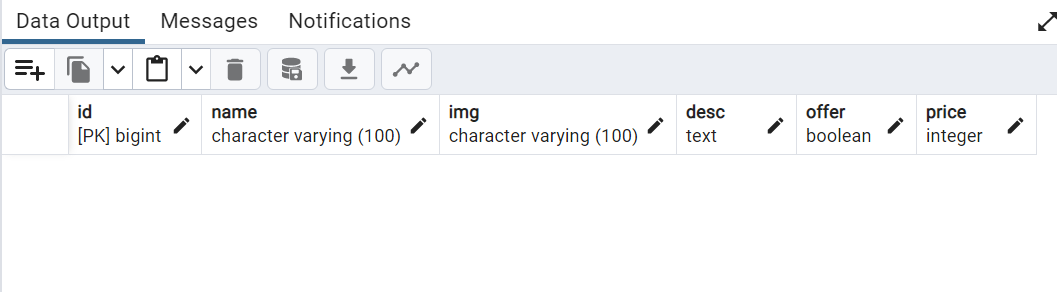 Data Output Messages Notifications
id name img desc offer price
[PK] bigint character varying (100) character varying (100) text boolean integer